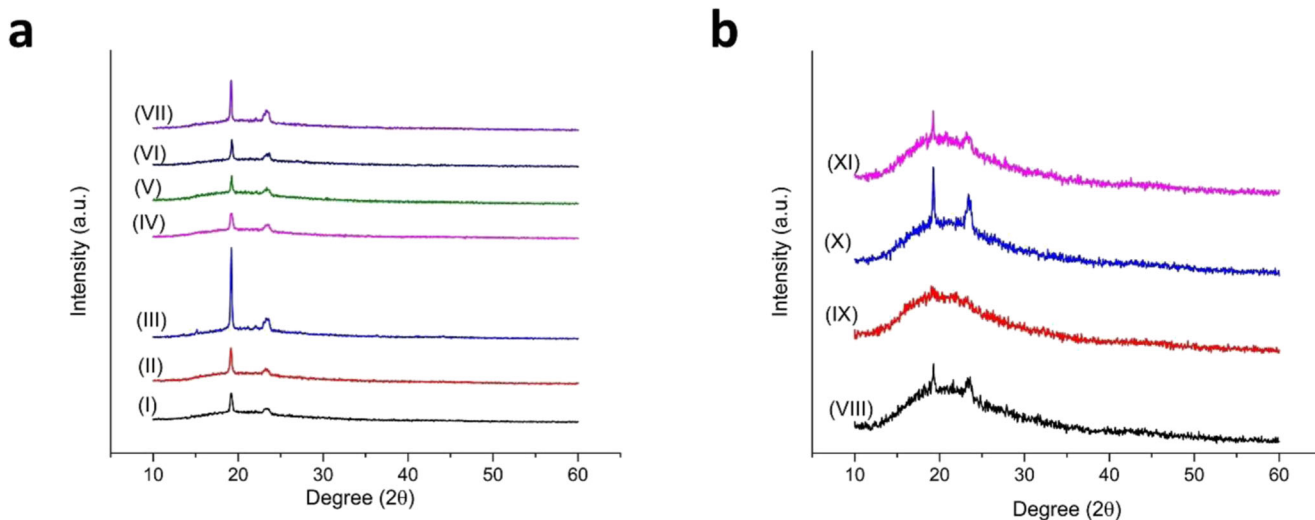 a
(VII)
(VI)
(V)
(IV)
(III)
(II)
(I)
Intensity (a.u.)
10 20 30 40 50 60
Degree (2θ)
b
(XI)
(X)
(IX)
(VIII)
Intensity (a.u.)
10 20 30 40 50 60
Degree (2θ)